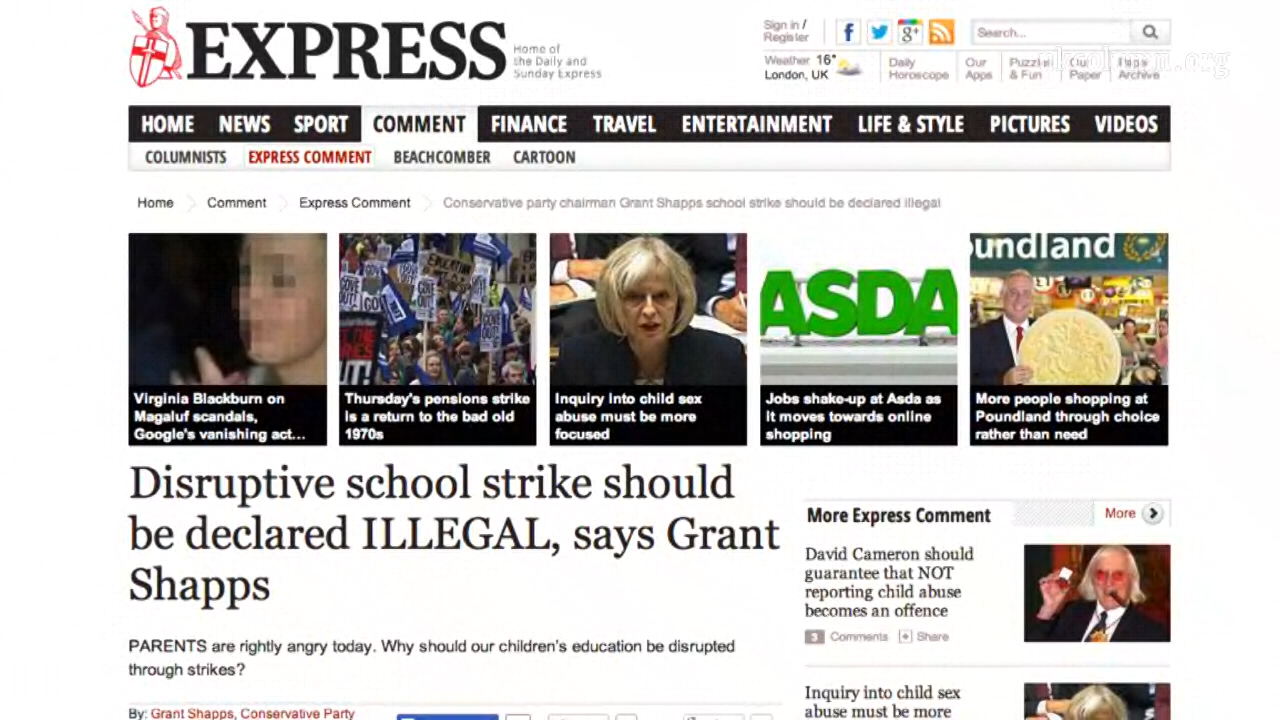 EXPRESS
Home of
the Daily and
Sunday Express
Sign in /
Register
Search...
ukcolumn.org
Weather 16°
London, UK
Daily
Horoscope
Our
Apps
Puzzles
& Fun
Our
Paper
Paper
Archive
HOME NEWS SPORT COMMENT FINANCE TRAVEL ENTERTAINMENT LIFE & STYLE PICTURES VIDEOS
COLUMNISTS EXPRESS COMMENT BEACHCOMBER CARTOON
Home Comment Express Comment Conservative party chairman Grant Shapps school strike should be declared illegal
ASDA
oundland
Virginia Blackburn on
Magaluf scandals,
Google's vanishing act...
Thursday's pensions strike
is a return to the bad old
1970s
Inquiry into child sex
abuse must be more
focused
Jobs shake-up at Asda as
it moves towards online
shopping
More people shopping at
Poundland through choice
rather than need
Disruptive school strike should
be declared ILLEGAL, says Grant
Shapps
PARENTS are rightly angry today. Why should our children's education be disrupted
through strikes?
By: Grant Shapps, Conservative Party
More Express Comment
More
David Cameron should
guarantee that NOT
reporting child abuse
becomes an offence
3 Comments + Share
Inquiry into child sex
abuse must be more